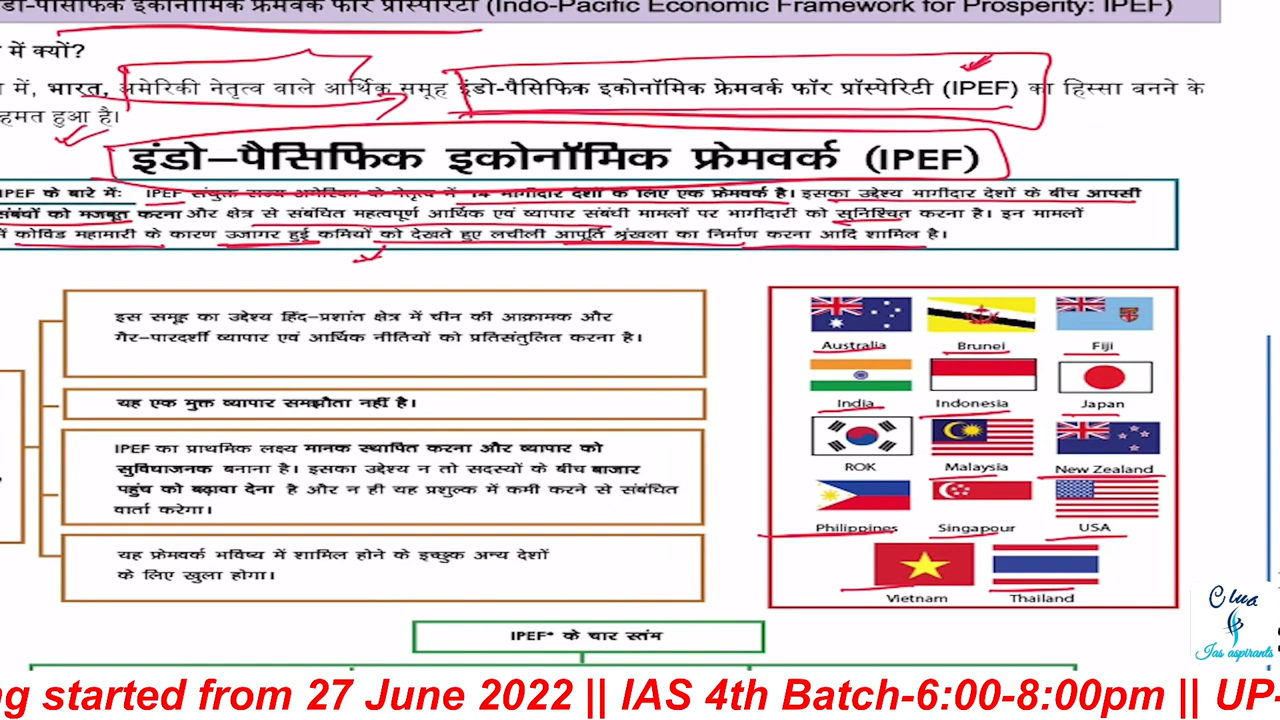 इकोनॉमिक फ्रेमवर्क फॉर प्रॉस्पेरिटी (Indo-Pacific Economic Framework for Prosperity: IPEF)
में क्यों?
में, भारत, अमेरिकी नेतृत्व वाले आर्थिक समूह इंडो-पैसिफिक इकोनॉमिक फ्रेमवर्क फॉर प्रॉस्पेरिटी (IPEF) का हिस्सा बनने के
हुआ है।
इंडो–पैसिफिक इकोनॉमिक फ्रेमवर्क (IPEF)
IPEF के बारे में: IPEF संयुक्त राज्य अमेरिका के नेतृत्व में 14 भागीदार देशों के लिए एक फ्रेमवर्क है। इसका उद्देश्य भागीदार देशों के बीच आपसी
संबंधों को मजबूत करना और क्षेत्र से संबंधित महत्वपूर्ण आर्थिक एवं व्यापार संबंधी मामलों पर भागीदारी को सुनिश्चित करना है। इन मामलों
में कोविड महामारी के कारण उजागर हुई कमियों को देखते हुए लचीली आपूर्ति श्रृंखला का निर्माण करना आदि शामिल है।
इस समूह का उद्देश्य हिंद–प्रशांत क्षेत्र में चीन की आक्रामक और
गैर–पारदर्शी व्यापार एवं आर्थिक नीतियों को प्रतिसंतुलित करना है।
यह एक मुक्त व्यापार समझौता नहीं है।
IPEF का प्राथमिक लक्ष्य मानक स्थापित करना और व्यापार को
सुविधाजनक बनाना है। इसका उद्देश्य न तो सदस्यों के बीच बाजार
पहुंच को बढ़ावा देना है और न ही यह प्रशुल्क में कमी करने से संबंधित
वार्ता करेगा।
यह फ्रेमवर्क भविष्य में शामिल होने के इच्छुक अन्य देशों
के लिए खुला होगा।
Australia Brunei Fiji
India Indonesia Japan
ROK Malaysia New Zealand
Philippines Singapour USA
Vietnam Thailand
IPEF* के चार स्तंभ
Ias aspirants
started from 27 June 2022 || IAS 4th Batch-6:00-8:00pm || UP-